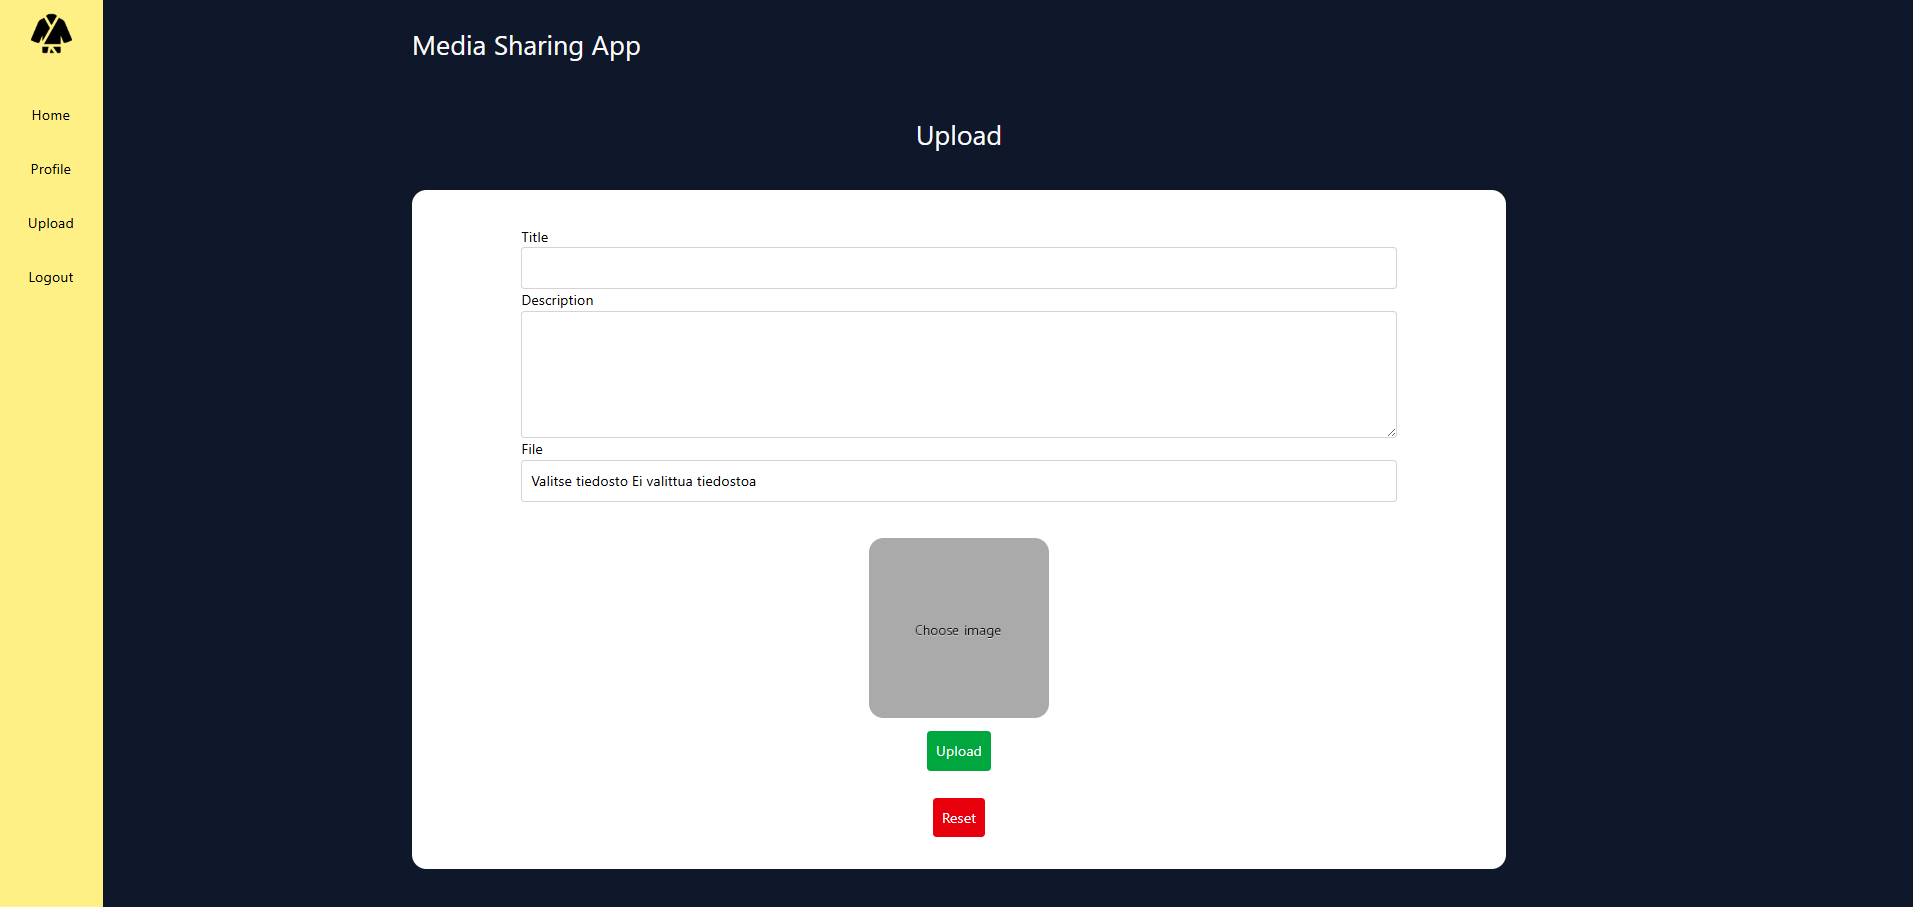 Media Sharing App
Home
Profile
Upload
Logout
Upload
Title
Description
File
Valitse tiedosto Ei valittua tiedostoa
Choose image
Upload
Reset